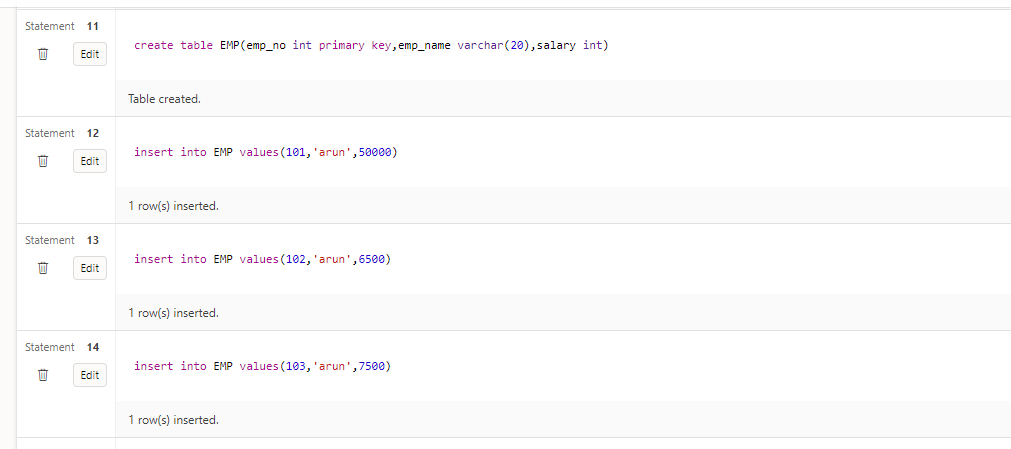 Statement 11
Edit
create table EMP(emp_no int primary key,emp_name varchar(20),salary int)
Table created.
Statement 12
Edit
insert into EMP values(101,'arun',50000)
1 row(s) inserted.
Statement 13
Edit
insert into EMP values(102,'arun',6500)
1 row(s) inserted.
Statement 14
Edit
insert into EMP values(103,'arun',7500)
1 row(s) inserted.